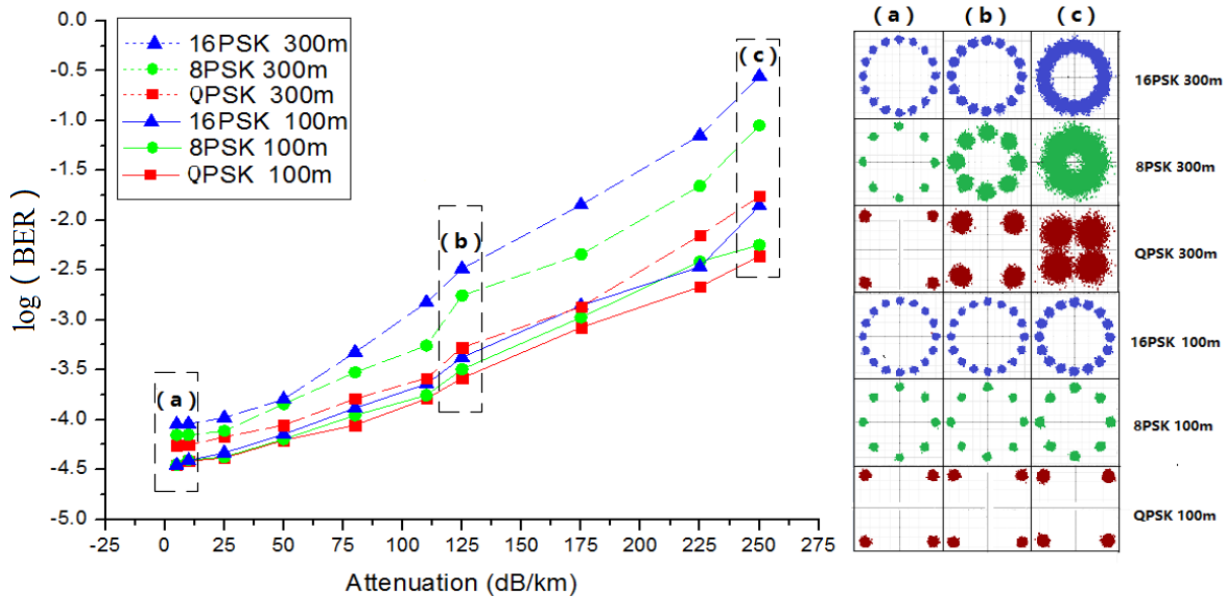 0.0
-0.5
-1.0
-1.5
-2.0
-2.5
-3.0
-3.5
-4.0
-4.5
-5.0
log ( BER )
16PSK 300m
8PSK 300m
QPSK 300m
16PSK 100m
8PSK 100m
QPSK 100m
(a)
(b)
(c)
-25 0 25 50 75 100 125 150 175 200 225 250 275
Attenuation (dB/km)
(a) (b) (c)
16PSK 300m
8PSK 300m
QPSK 300m
16PSK 100m
8PSK 100m
QPSK 100m